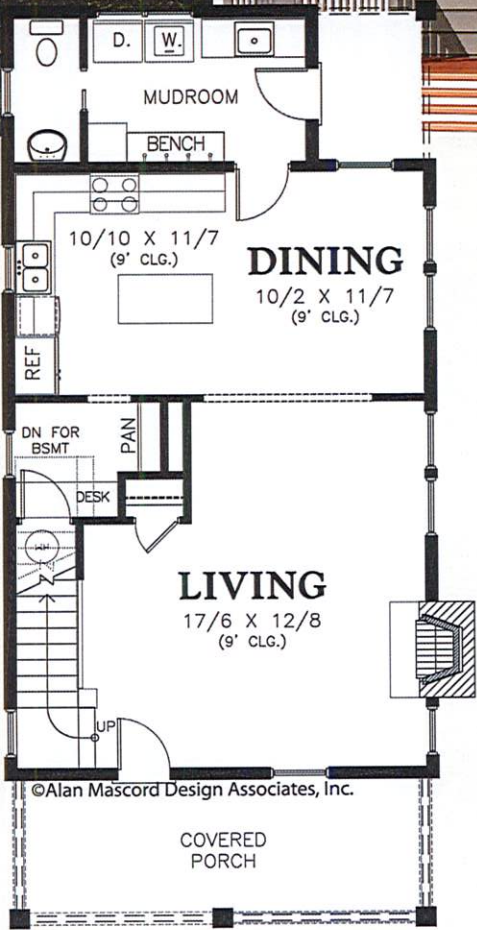 D.
W.
MUDROOM
BENCH
10/10 X 11/7
(9' CLG.)
DINING
10/2 X 11/7
(9' CLG.)
REF
DN FOR
BSMT
PAN
DESK
WH
LIVING
17/6 X 12/8
(9' CLG.)
UP
©Alan Mascord Design Associates, Inc.
COVERED
PORCH